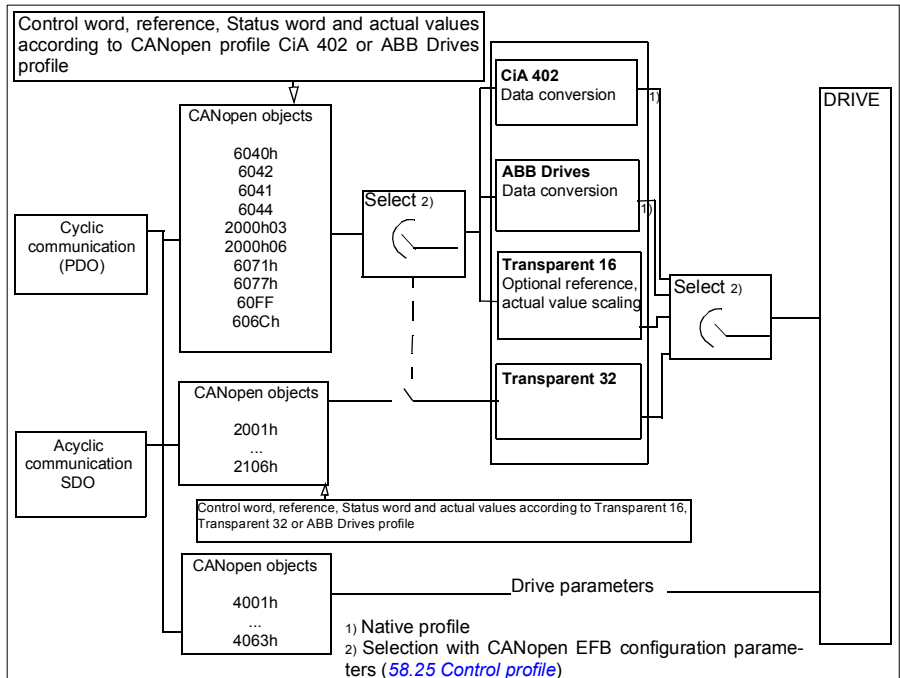 Control word, reference, Status word and actual values
according to CANopen profile CiA 402 or ABB Drives
profile
CANopen objects
6040h
6042
6041
6044
2000h03
2000h06
6071h
6077h
60FF
606Ch
Cyclic
communication
(PDO)
Select 2)
CiA 402
Data conversion
1)
ABB Drives
Data conversion
1)
Transparent 16
Optional reference,
actual value scaling
Select 2)
DRIVE
Transparent 32
CANopen objects
2001h
...
2106h
Acyclic
communication
SDO
Control word, reference, Status word and actual values according to Transparent 16,
Transparent 32 or ABB Drives profile
CANopen objects
4001h
...
4063h
Drive parameters
1) Native profile
2) Selection with CANopen EFB configuration parame-
ters (58.25 Control profile)